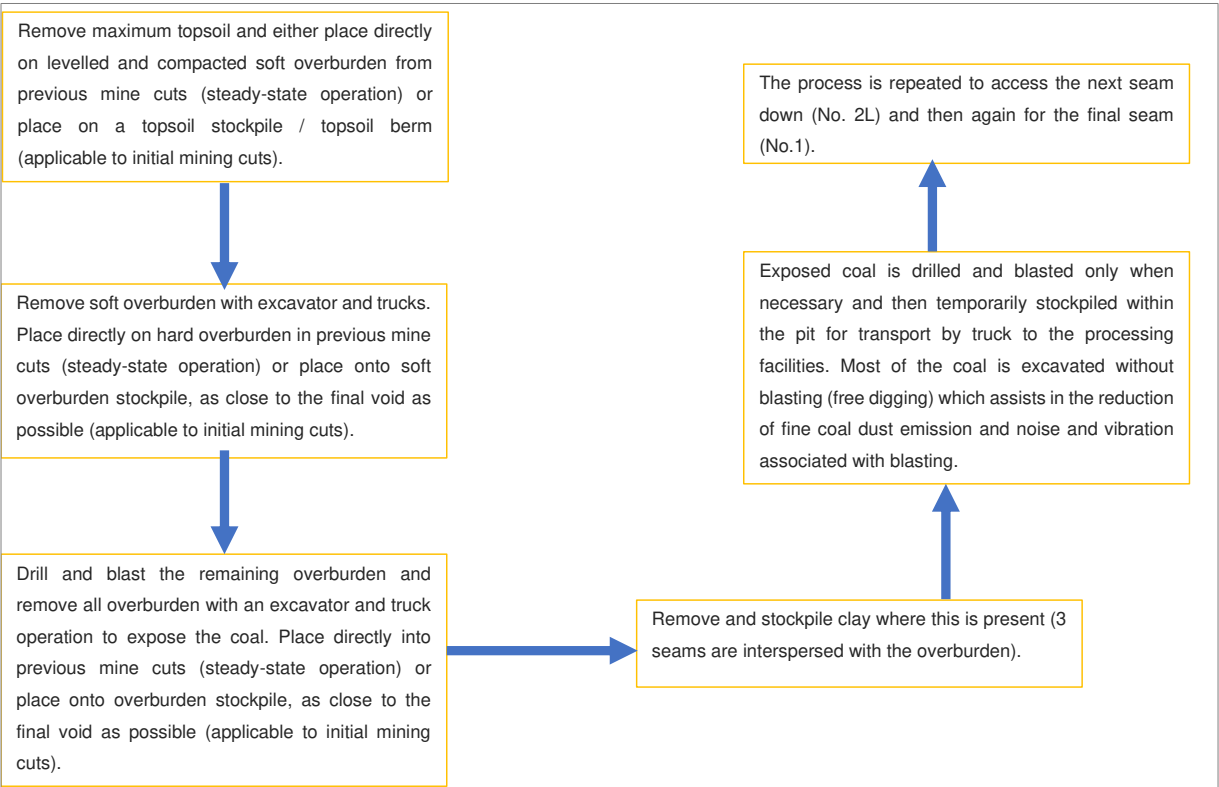 Remove maximum topsoil and either place directly
on levelled and compacted soft overburden from
previous mine cuts (steady-state operation) or
place on a topsoil stockpile / topsoil berm
(applicable to initial mining cuts).
Remove soft overburden with excavator and trucks.
Place directly on hard overburden in previous mine
cuts (steady-state operation) or place onto soft
overburden stockpile, as close to the final void as
possible (applicable to initial mining cuts).
Drill and blast the remaining overburden and
remove all overburden with an excavator and truck
operation to expose the coal. Place directly into
previous mine cuts (steady-state operation) or
place onto overburden stockpile, as close to the
final void as possible (applicable to initial mining
cuts).
Remove and stockpile clay where this is present (3
seams are interspersed with the overburden).
Exposed coal is drilled and blasted only when
necessary and then temporarily stockpiled within
the pit for transport by truck to the processing
facilities. Most of the coal is excavated without
blasting (free digging) which assists in the reduction
of fine coal dust emission and noise and vibration
associated with blasting.
The process is repeated to access the next seam
down (No. 2L) and then again for the final seam
(No.1).